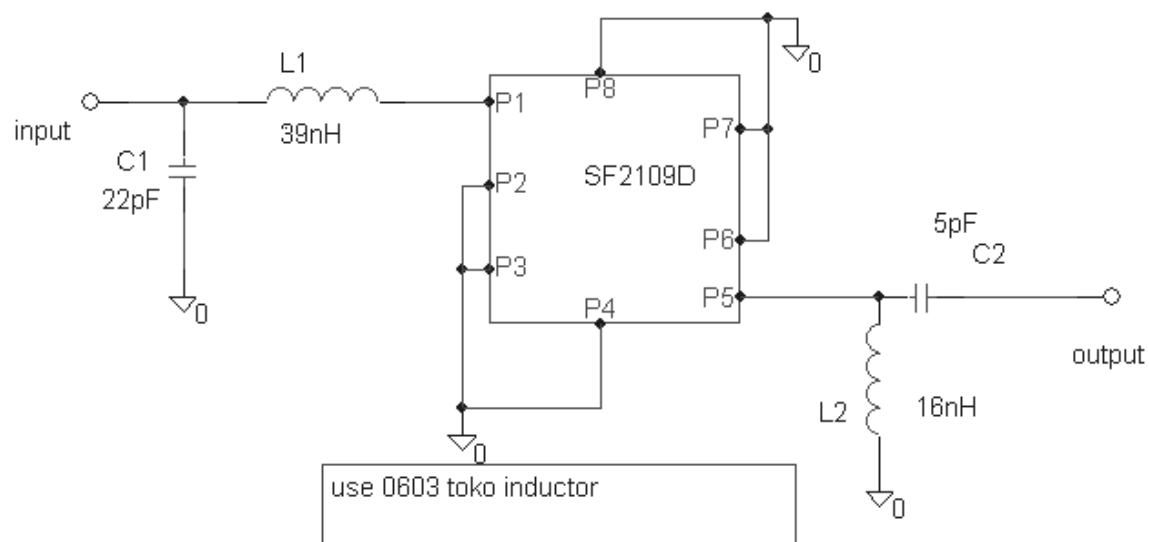 0
L1
P8
P1
input
39nH
P7
C1
22pF
P2
SF2109D
5pF
C2
P6
P3
P5
0
P4
output
L2
16nH
0
0
use 0603 toko inductor